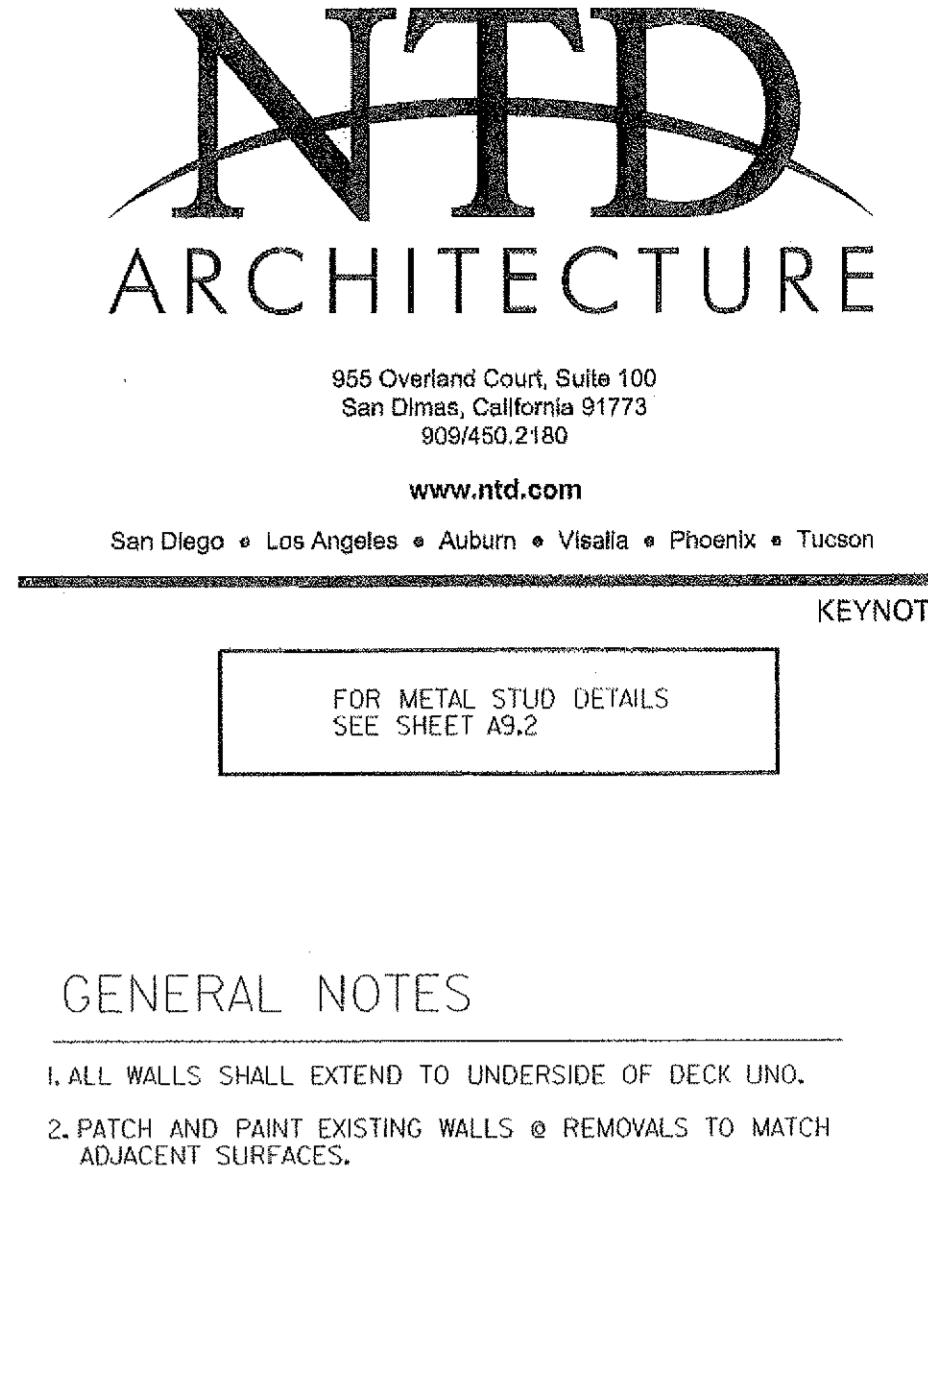 NTD
ARCHITECTURE
955 Overland Court, Suite 100
San Dimas, California 91773
909/450.2180
www.ntd.com
San Diego • Los Angeles • Auburn • Visalia • Phoenix • Tucson
KEYNOT
FOR METAL STUD DETAILS
SEE SHEET A9.2
GENERAL NOTES
1. ALL WALLS SHALL EXTEND TO UNDERSIDE OF DECK UNO.
2. PATCH AND PAINT EXISTING WALLS @ REMOVALS TO MATCH
ADJACENT SURFACES.